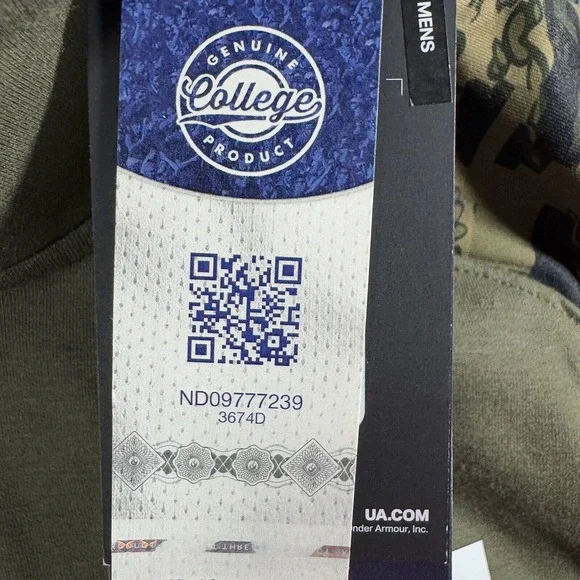 GENUINE
College
PRODUCT
MENS
ND09777239
3674D
UA.COM
nder Armour, Inc.